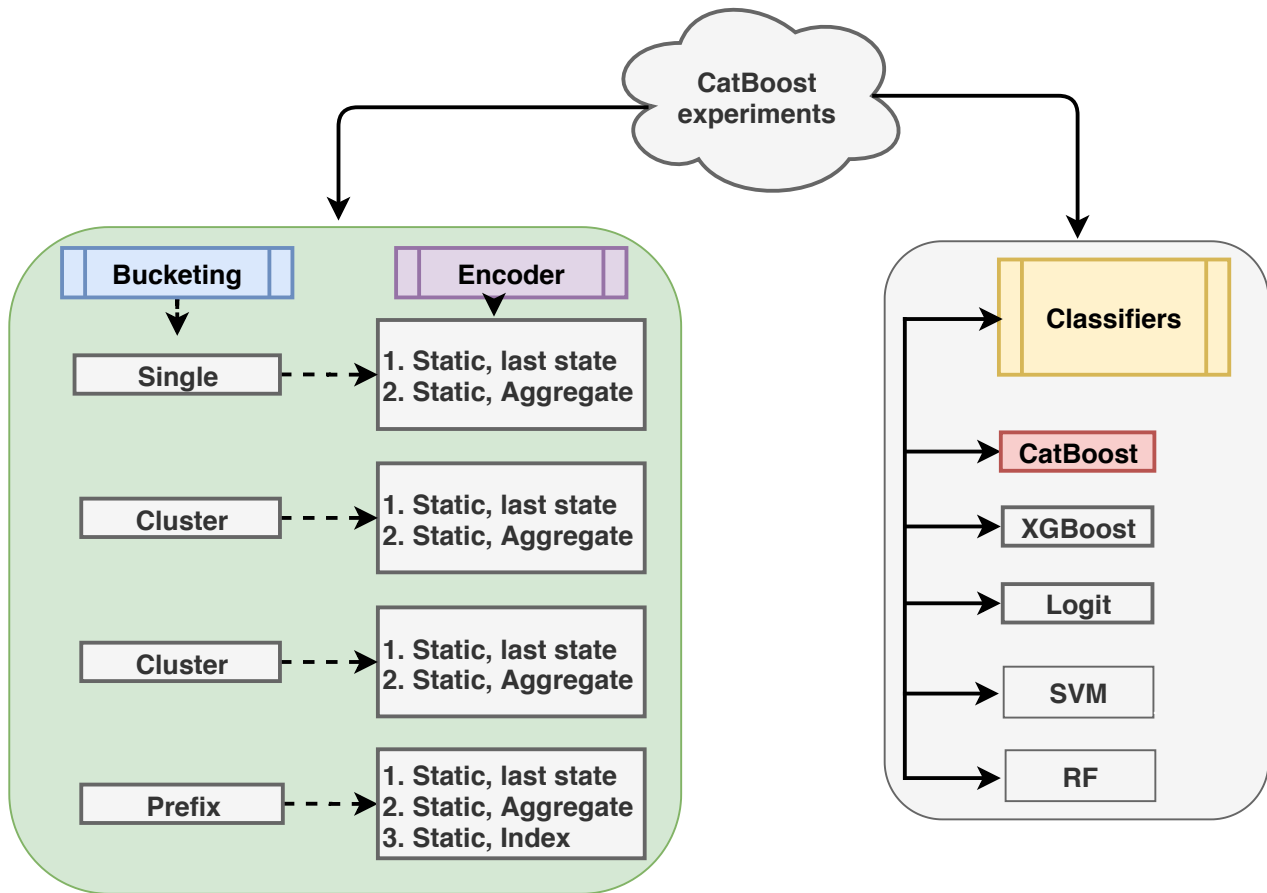 CatBoost
experiments
Bucketing
Encoder
Single
1. Static, last state
2. Static, Aggregate
Cluster
1. Static, last state
2. Static, Aggregate
Cluster
1. Static, last state
2. Static, Aggregate
Prefix
1. Static, last state
2. Static, Aggregate
3. Static, Index
Classifiers
CatBoost
XGBoost
Logit
SVM
RF